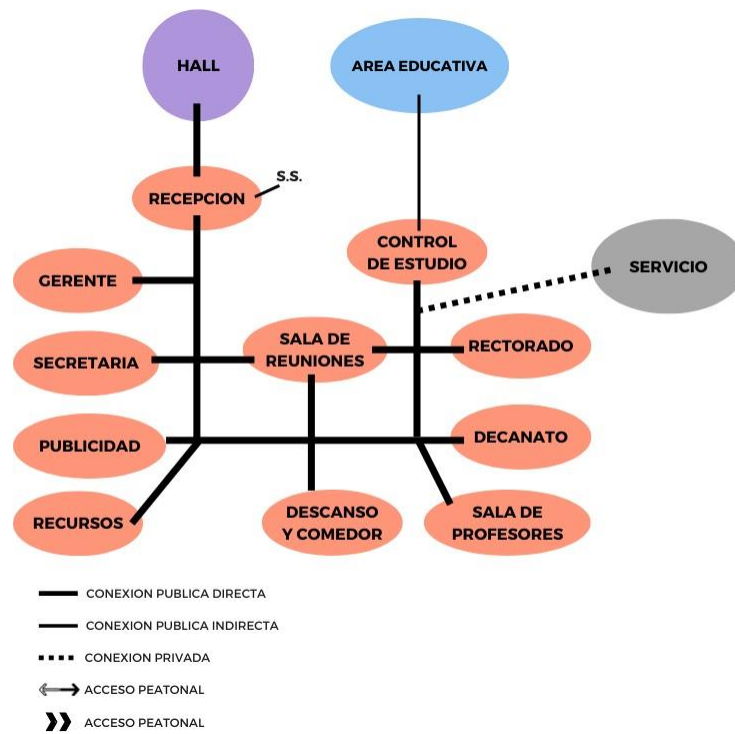 HALL
AREA EDUCATIVA
S.S.
RECEPCION
CONTROL
DE ESTUDIO
GERENTE
SERVICIO
SALA DE
REUNIONES
SECRETARIA
RECTORADO
PUBLICIDAD
DECANATO
RECURSOS
DESCANSO
Y COMEDOR
SALA DE
PROFESORES
CONEXION PUBLICA DIRECTA
CONEXION PUBLICA INDIRECTA
CONEXION PRIVADA
ACCESO PEATONAL
ACCESO PEATONAL